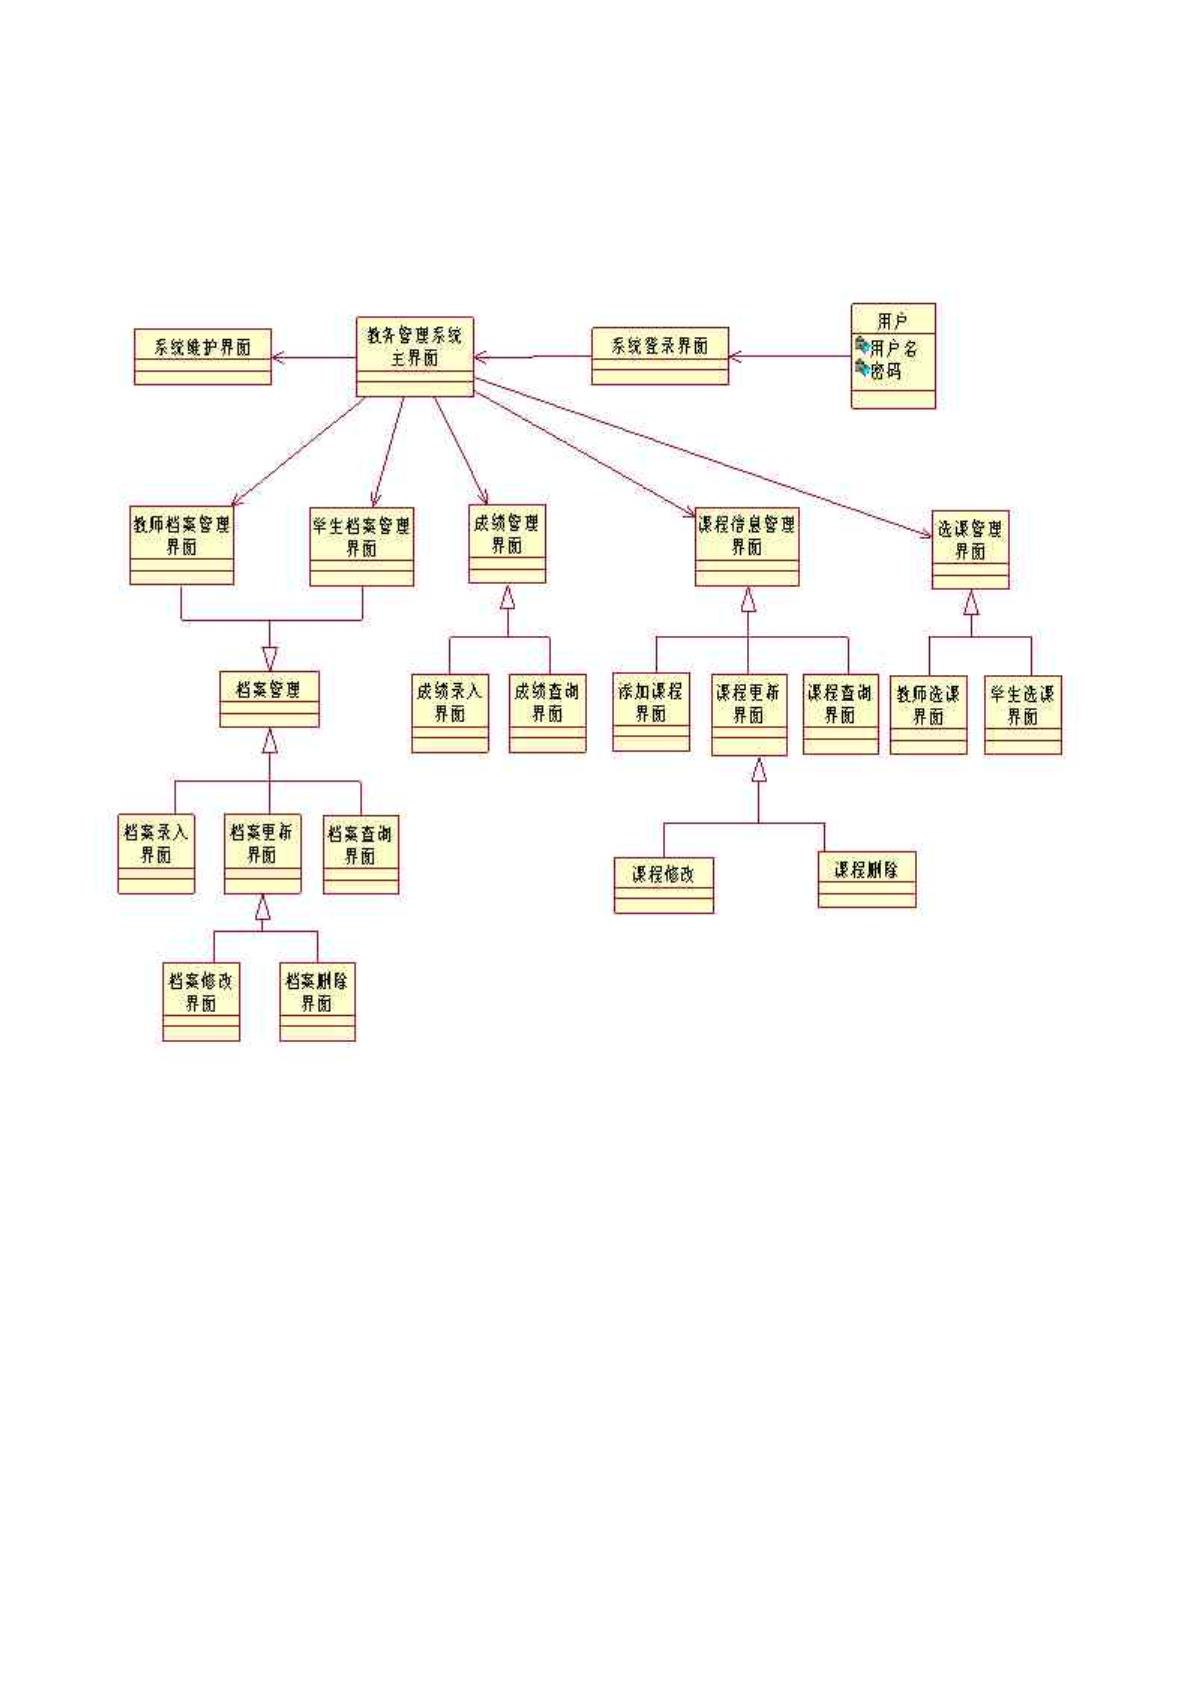 用户
系统维护界面
教务管理系统
主界面
系统登录界面
用户名
密码
教师档案管理
界面
学生档案管理
界面
成绩管理
界面
课程信息管理
界面
选课管理
界面
档案管理
成绩录入
界面
成绩查询
界面
添加课程
界面
课程更新
界面
课程查询
界面
教师选课
界面
学生选课
界面
档案录入
界面
档案更新
界面
档案查询
界面
课程修改
课程删除
档案修改
界面
档案删除
界面